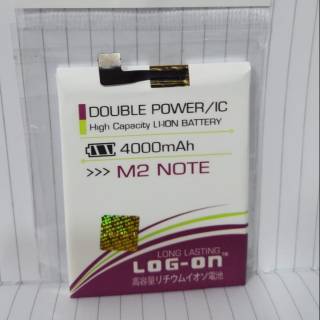 DOUBLE POWER/IC
High Capacity LI-ION BATTERY
4000mAh
>>> M2 NOTE
LONG LASTING
LOG-ON™
高容量リチウムイオン電池